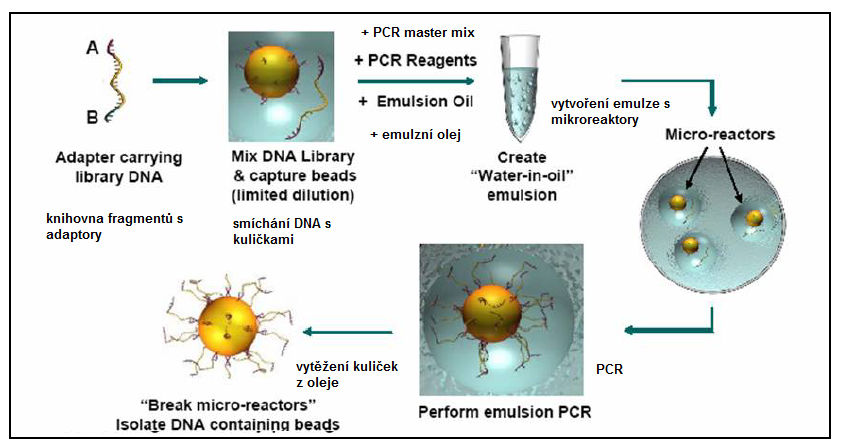 A
B
Adapter carrying
library DNA
knihovna fragmentů s
adaptory
Mix DNA Library
& capture beads
(limited dilution)
smíchání DNA s
kuličkami
+ PCR master mix
+ PCR Reagents
+ Emulsion Oil
+ emulzní olej
Create
"Water-in-oil"
emulsion
vytvoření emulze s
mikroreaktory
Micro-reactors
PCR
Perform emulsion PCR
vytěžení kuliček
z oleje
"Break micro-reactors"
Isolate DNA containing beads